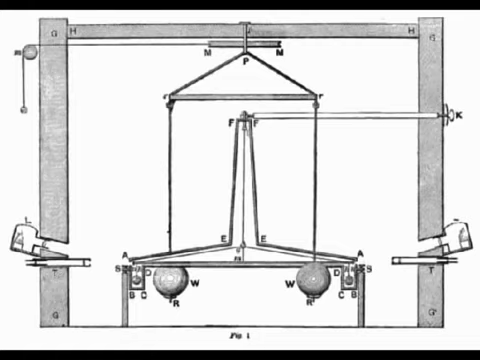 G H H G
m M M
P
r r
F F K
E E
L
A m A
S D D S
T B C W W C B T
R R
G G
Fig 1